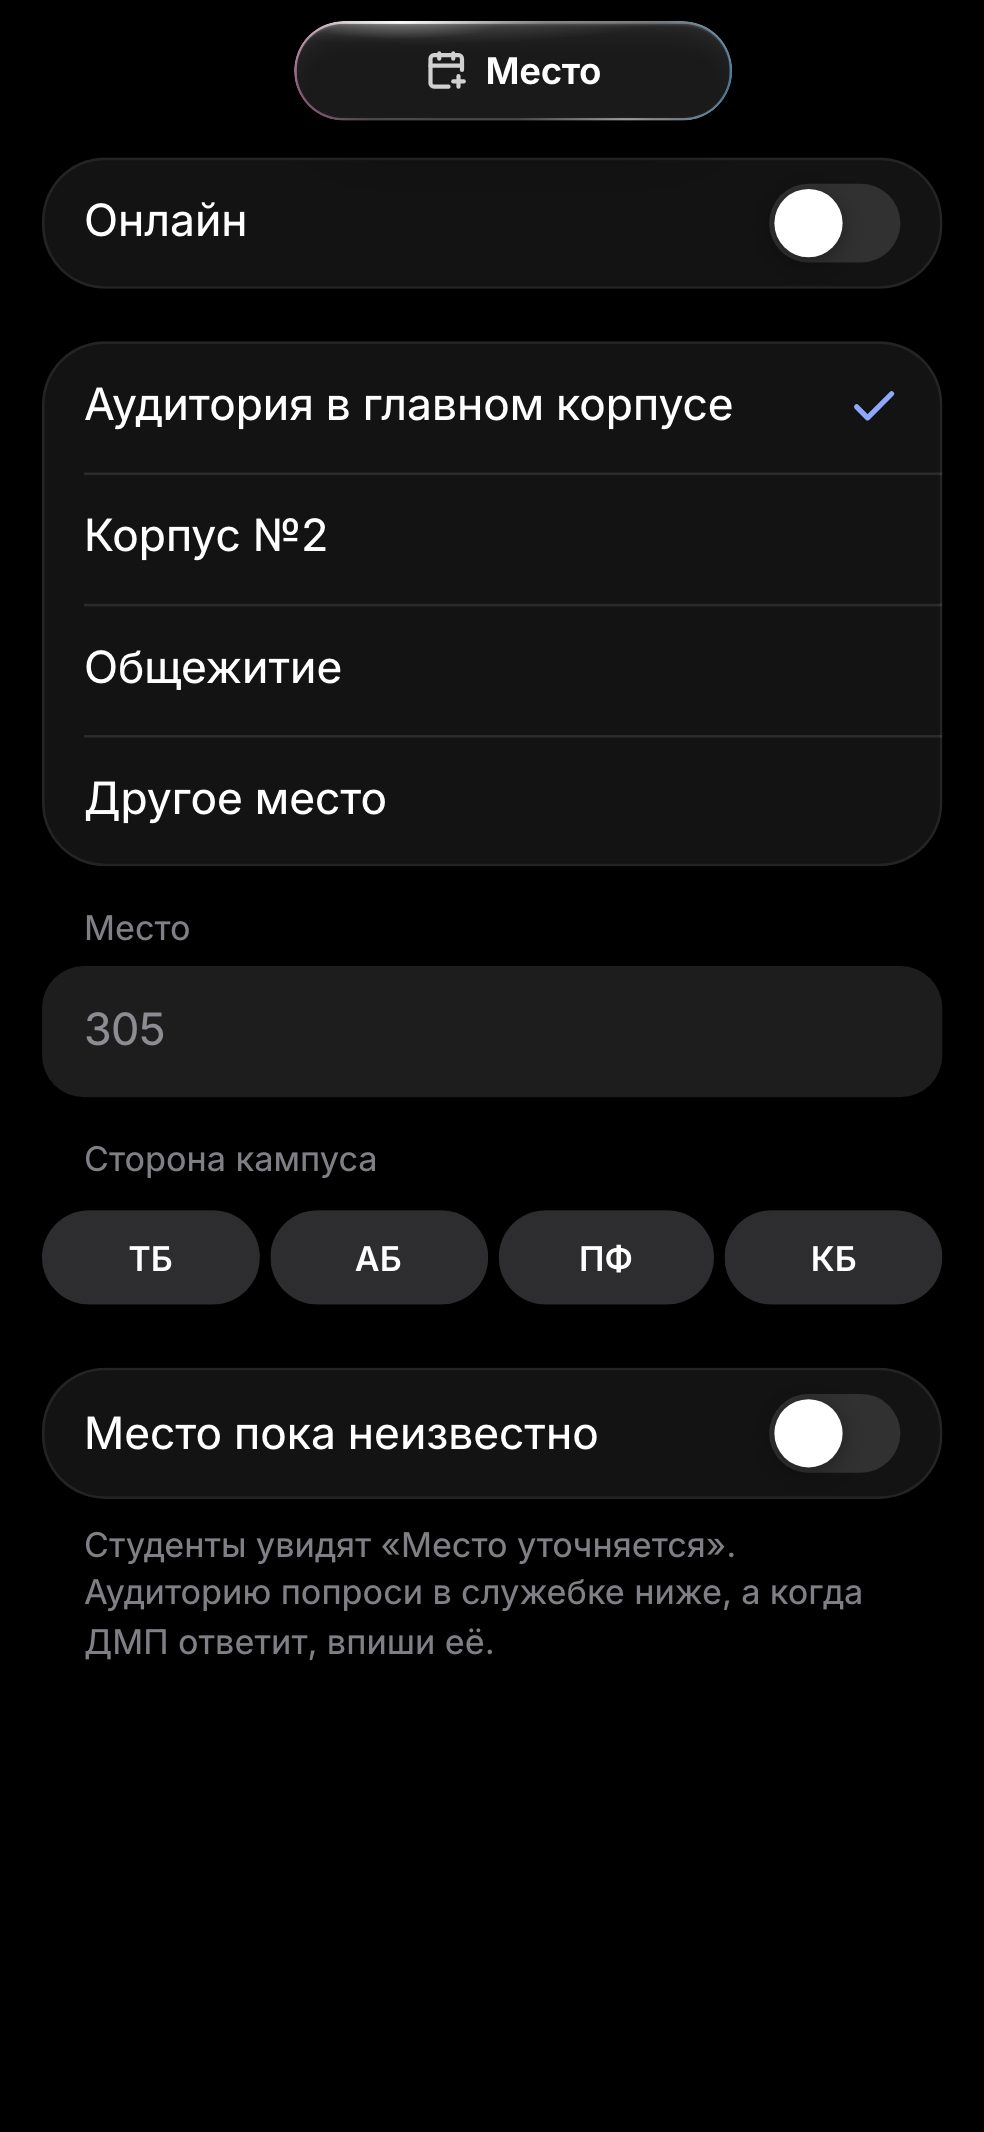 Место
Онлайн
Аудитория в главном корпусе
Корпус №2
Общежитие
Другое место
Место
305
Сторона кампуса
ТБ АБ ПФ КБ
Место пока неизвестно
Студенты увидят «Место уточняется».
Аудиторию попроси в служебке ниже, а когда
ДМП ответит, впиши её.